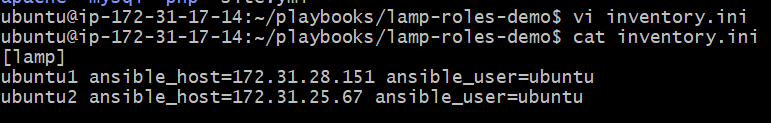 ubuntu@ip-172-31-17-14:~/playbooks/lamp-roles-demo$ vi inventory.ini
ubuntu@ip-172-31-17-14:~/playbooks/lamp-roles-demo$ cat inventory.ini
[lamp]
ubuntu1 ansible_host=172.31.28.151 ansible_user=ubuntu
ubuntu2 ansible_host=172.31.25.67 ansible_user=ubuntu